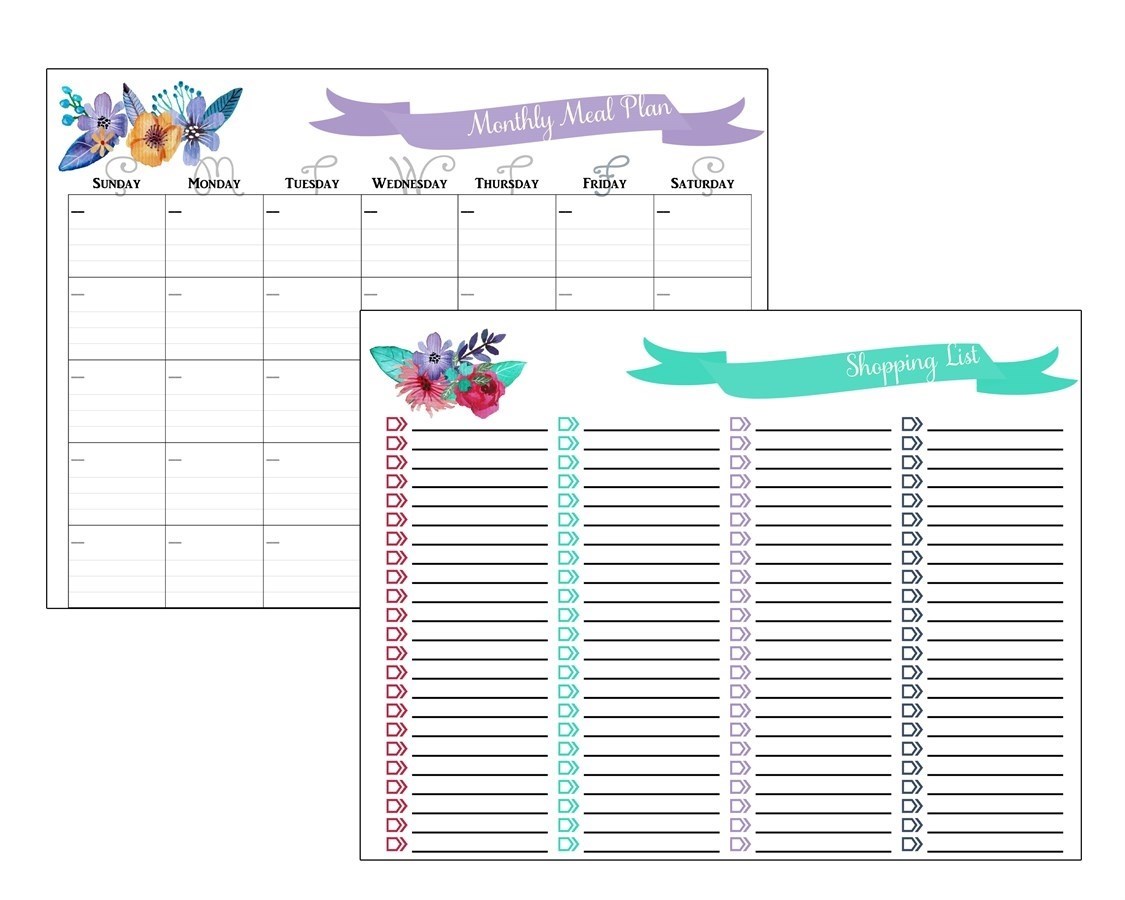 Monthly Meal Plan
S M T W T F S
Sunday Monday Tuesday Wednesday Thursday Friday Saturday
Shopping List